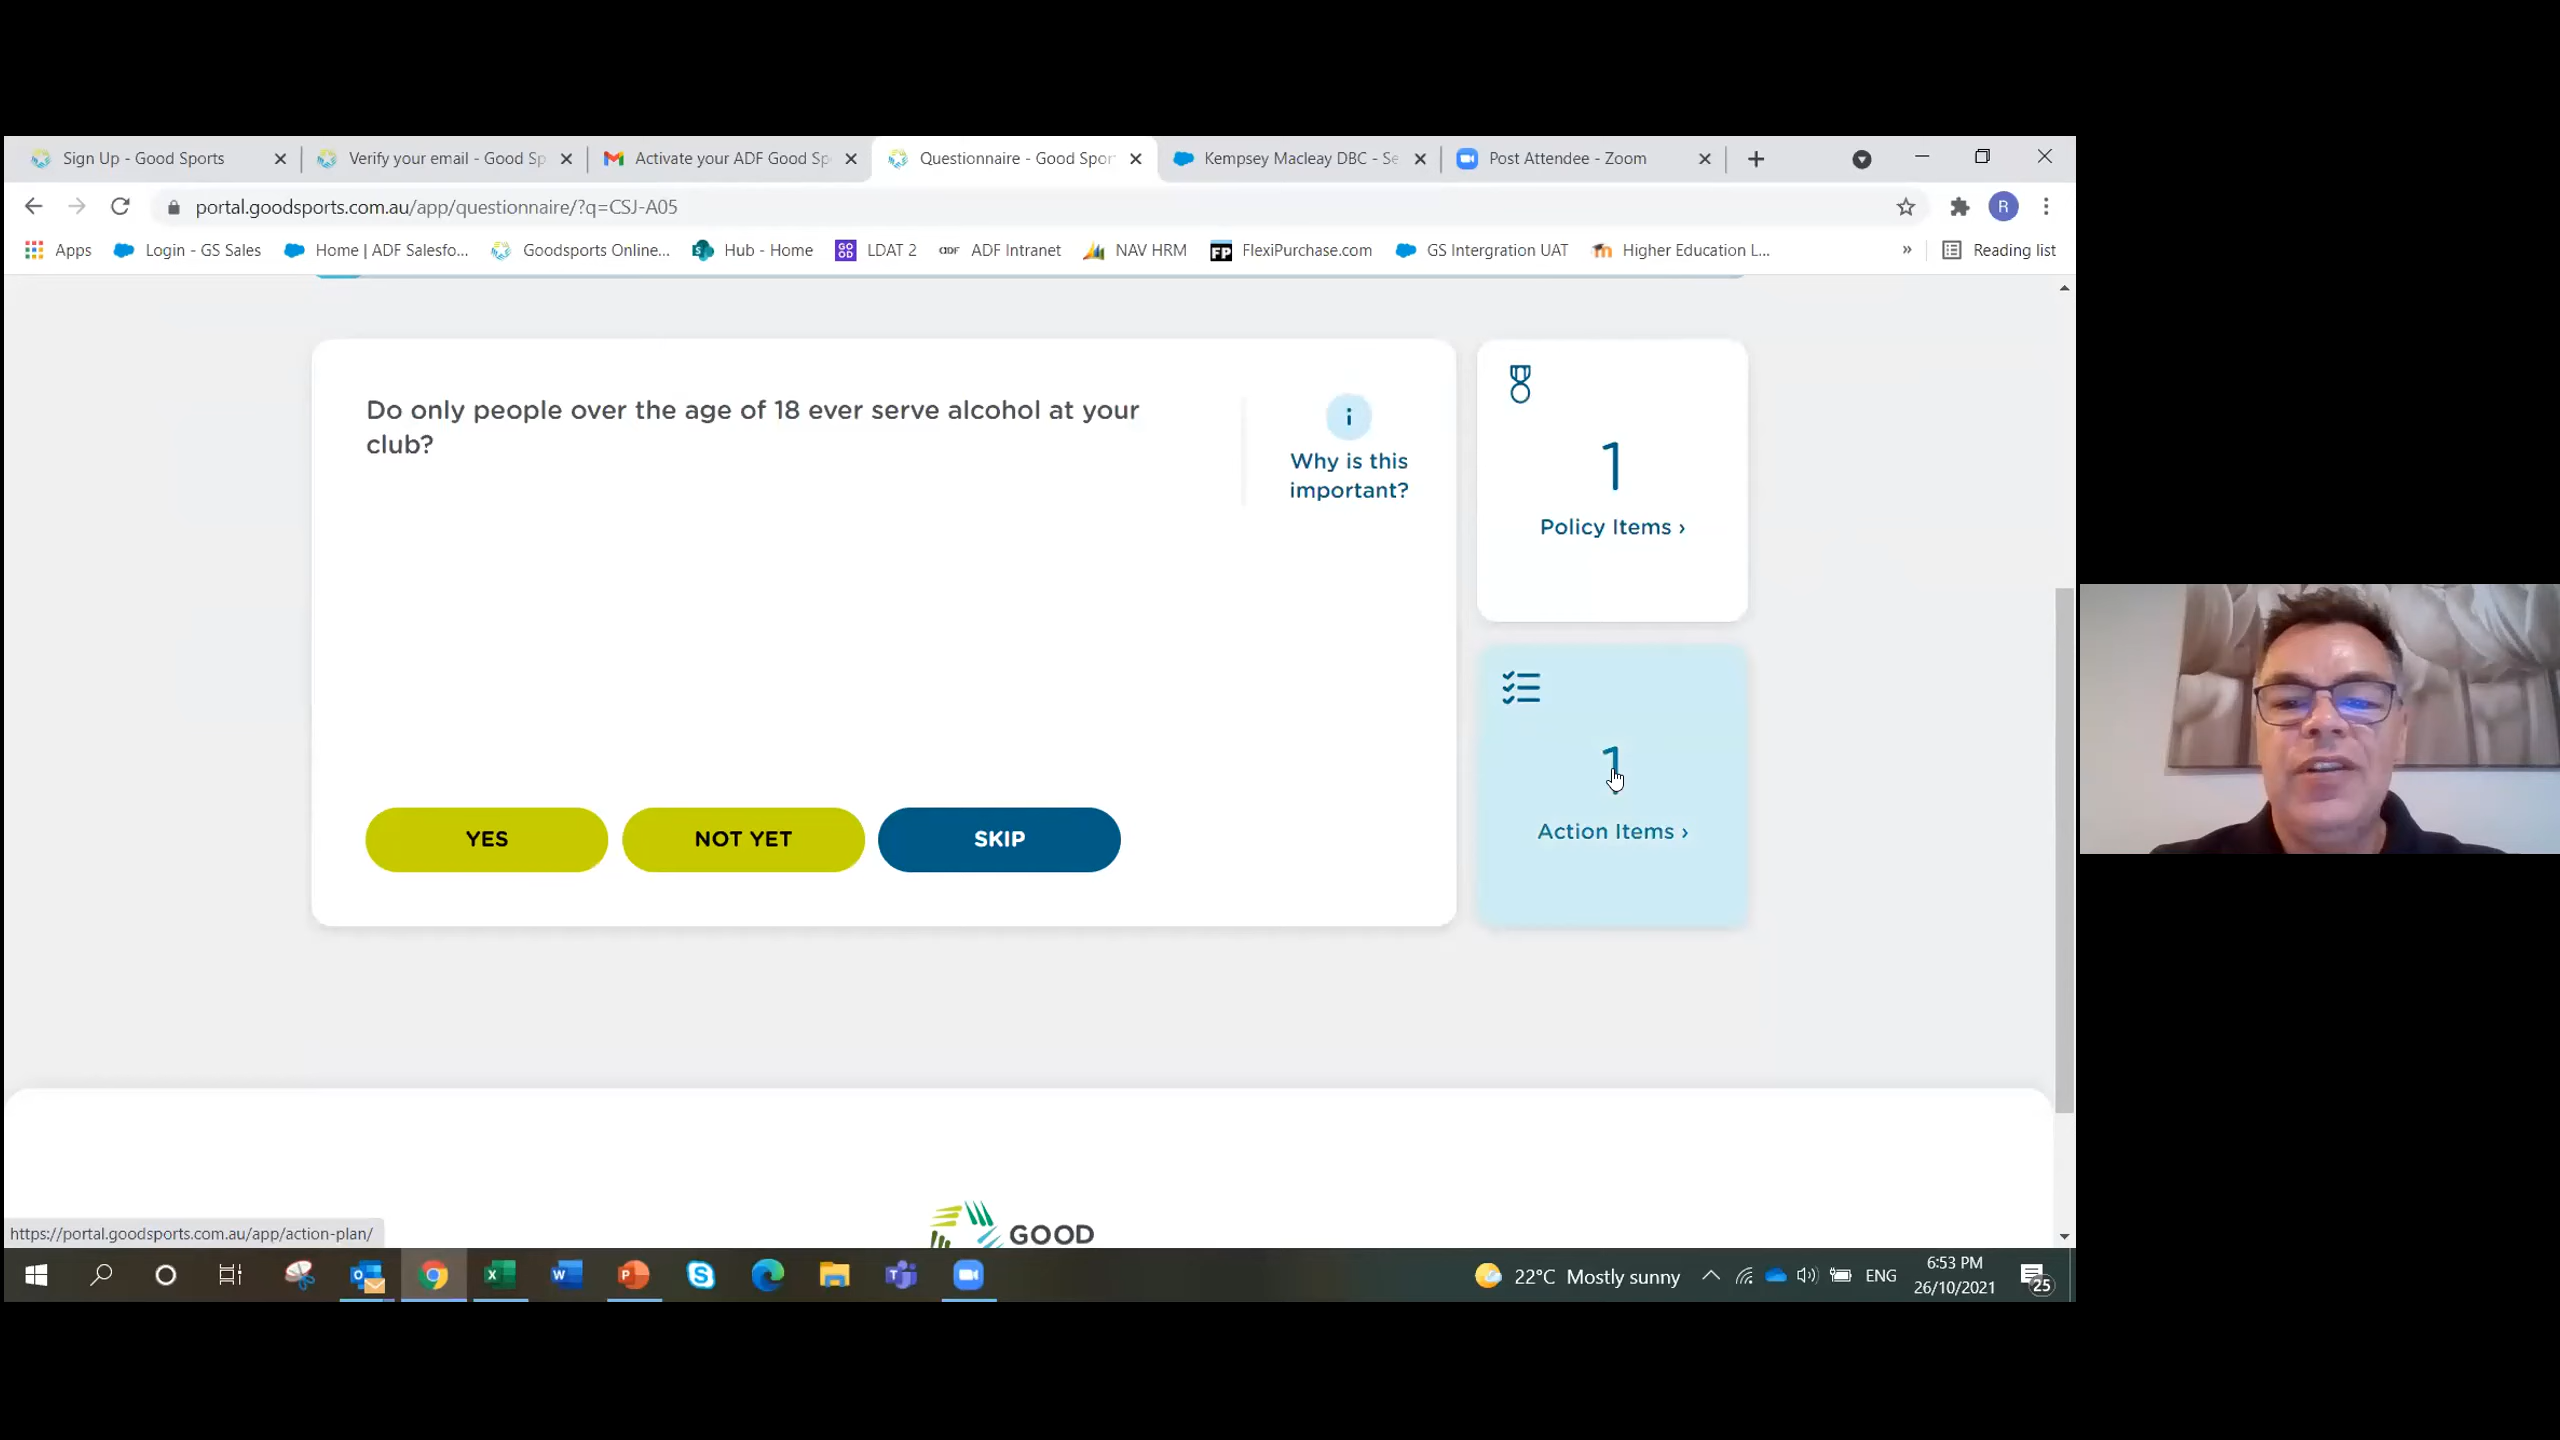 Sign Up - Good Sports
Verify your email - Good Sp
Activate your ADF Good Sp
Questionnaire - Good Spor
Kempsey Macleay DBC - Se
Post Attendee - Zoom
portal.goodsports.com.au/app/questionnaire/?q=CSJ-A05
R
Apps
Login - GS Sales
Home | ADF Salesfo...
Goodsports Online...
Hub - Home
GOOD
LDAT 2
ADF
ADF Intranet
NAV HRM
FP
FlexiPurchase.com
GS Intergration UAT
Higher Education L...
»
Reading list
Do only people over the age of 18 ever serve alcohol at your
club?
i
Why is this
important?
1
Policy Items ›
1
Action Items ›
YES
NOT YET
SKIP
GOOD
https://portal.goodsports.com.au/app/action-plan/
22°C Mostly sunny
ENG
6:53 PM
26/10/2021
25